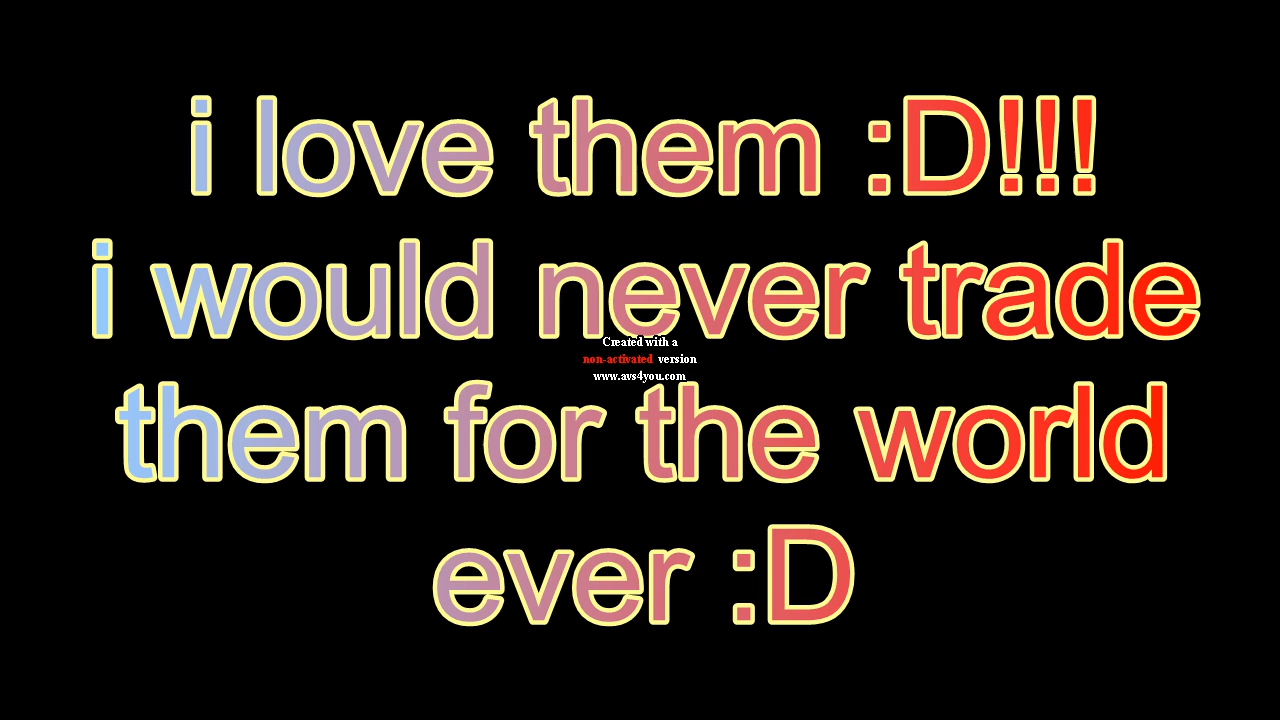 i love them :D!!!
i would never trade
Created with a
non-activated version
www.avs4you.com
them for the world
ever :D